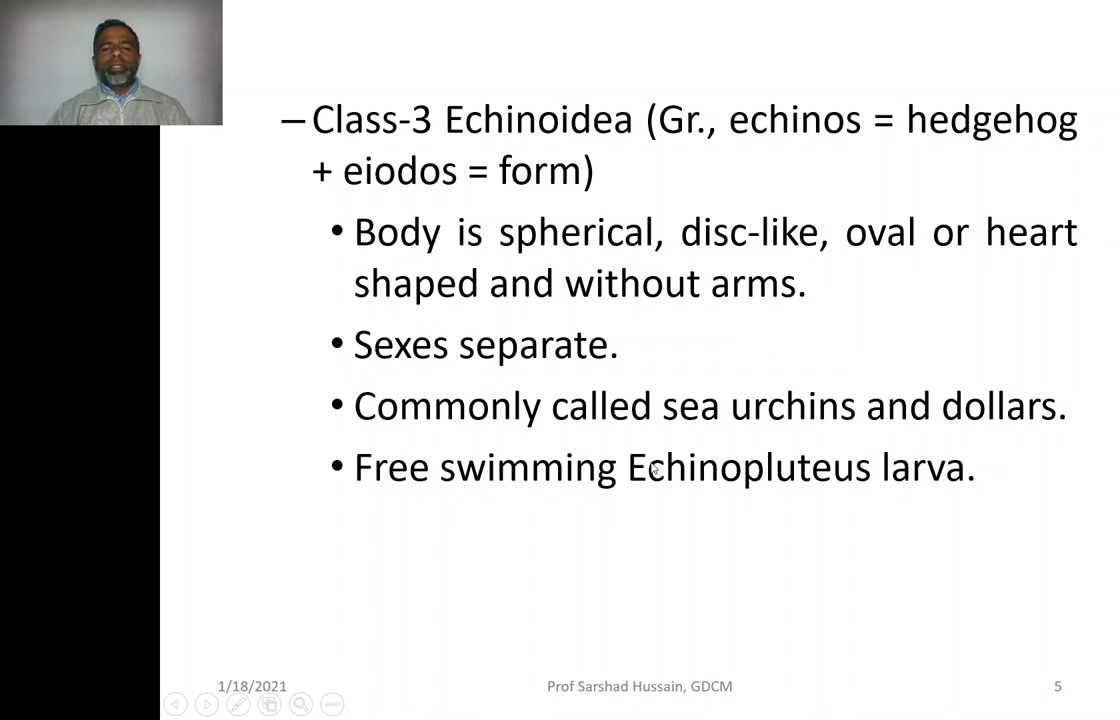 – Class-3 Echinoidea (Gr., echinos = hedgehog
+ eiodos = form)
• Body is spherical, disc-like, oval or heart
shaped and without arms.
• Sexes separate.
• Commonly called sea urchins and dollars.
• Free swimming Echinopluteus larva.
1/18/2021
Prof Sarshad Hussain, GDCM
5